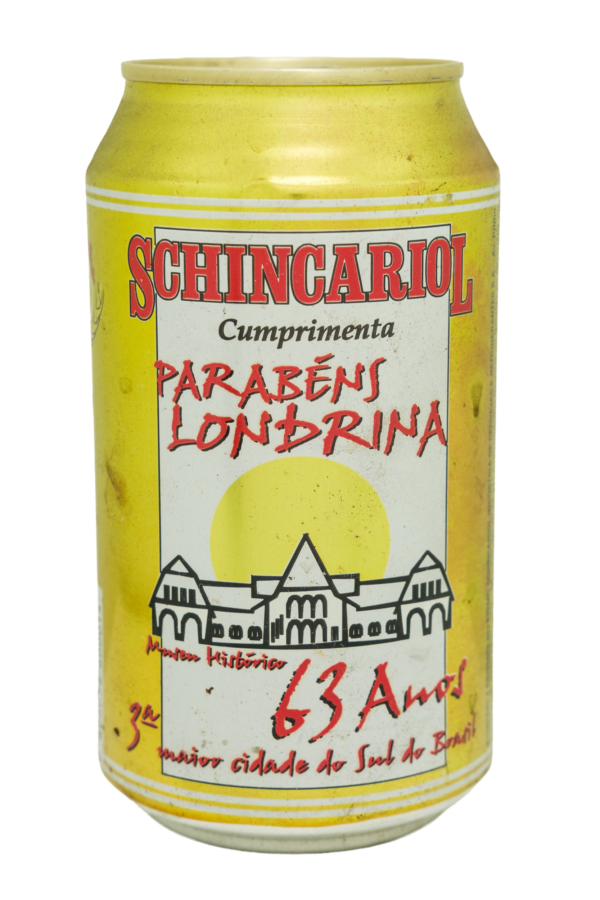 SCHINCARIOL
Cumprimenta
PARABÉNS
LONDRINA
Museu Histórico
63 Anos
3ª
maior cidade do Sul do Brasil